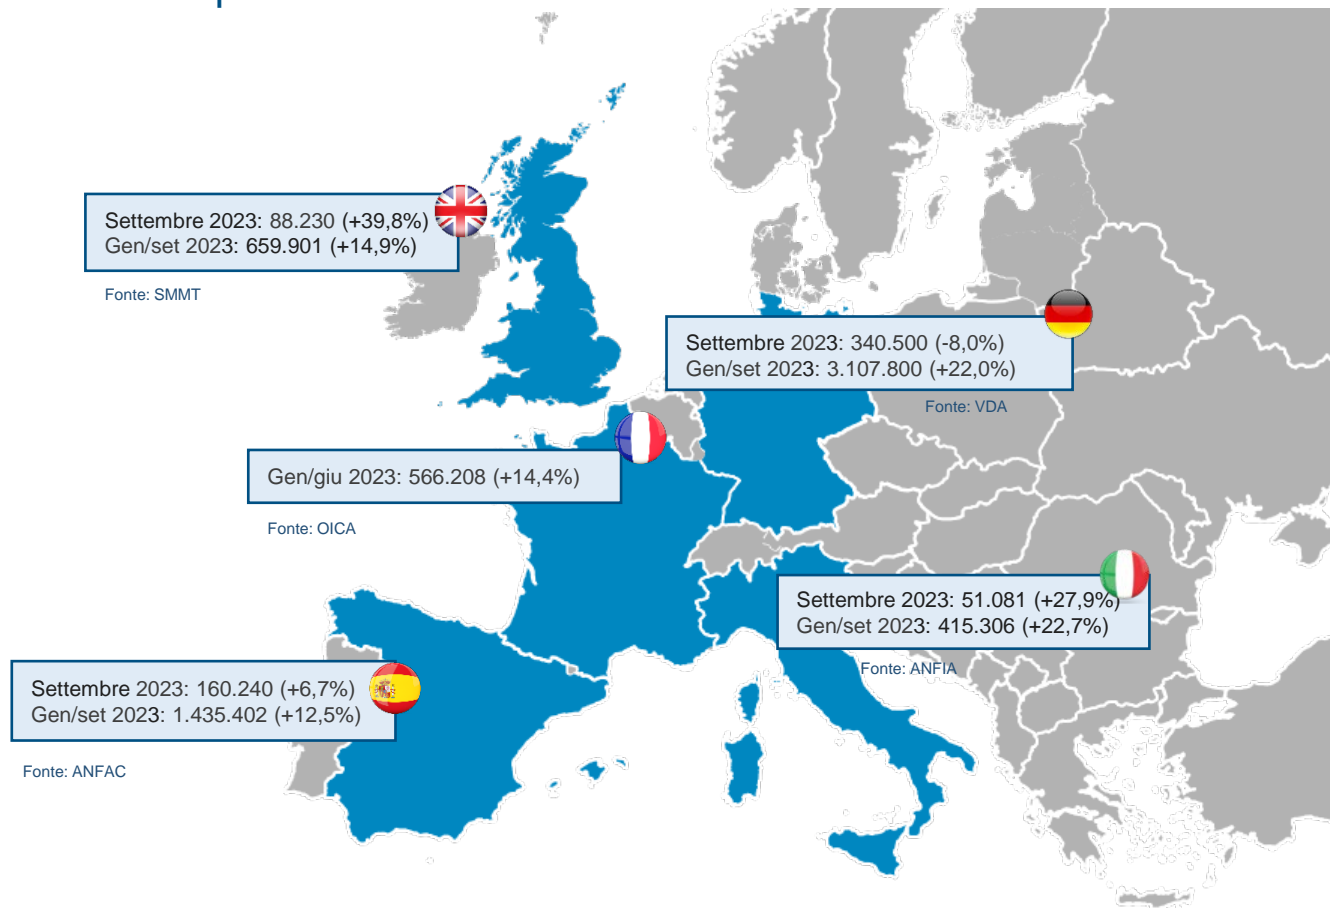 Settembre 2023: 88.230 (+39,8%)
Gen/set 2023: 659.901 (+14,9%)
Fonte: SMMT
Settembre 2023: 340.500 (-8,0%)
Gen/set 2023: 3.107.800 (+22,0%)
Fonte: VDA
Gen/giu 2023: 566.208 (+14,4%)
Fonte: OICA
Settembre 2023: 51.081 (+27,9%)
Gen/set 2023: 415.306 (+22,7%)
Fonte: ANFIA
Settembre 2023: 160.240 (+6,7%)
Gen/set 2023: 1.435.402 (+12,5%)
Fonte: ANFAC